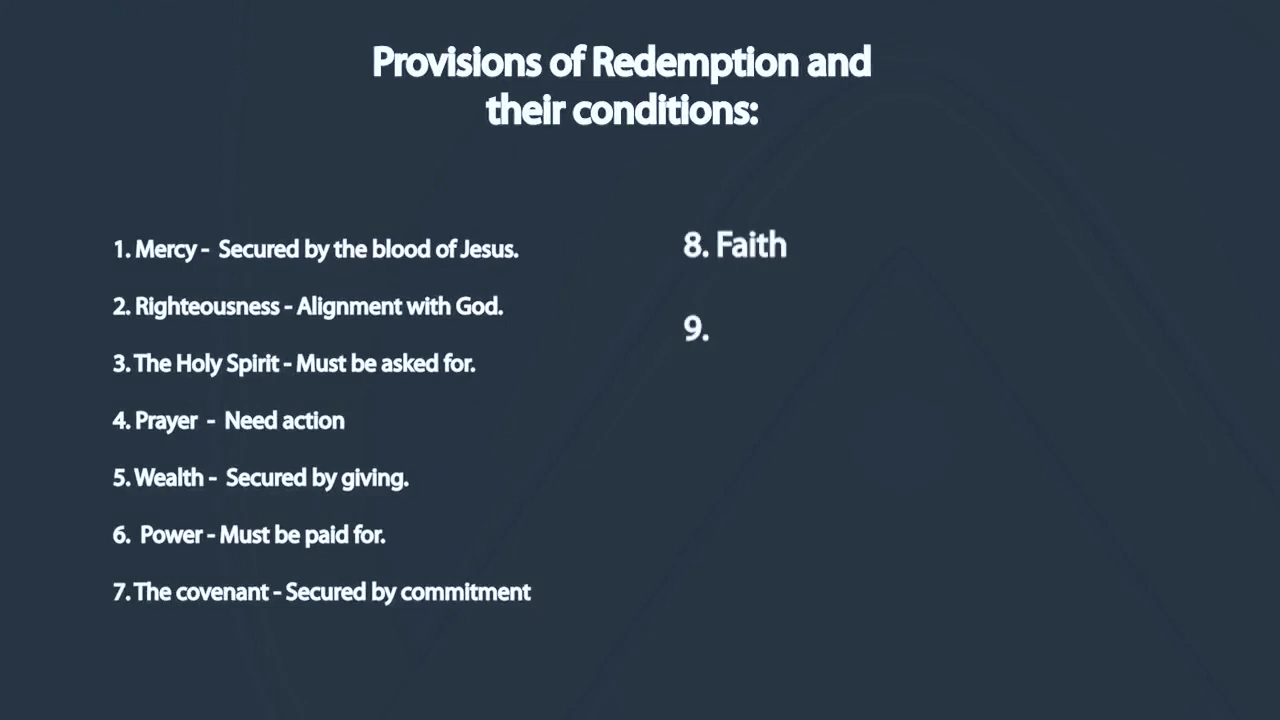 Provisions of Redemption and
their conditions:
1. Mercy - Secured by the blood of Jesus.
2. Righteousness - Alignment with God.
3. The Holy Spirit - Must be asked for.
4. Prayer - Need action
5. Wealth - Secured by giving.
6. Power - Must be paid for.
7. The covenant - Secured by commitment
8. Faith
9.